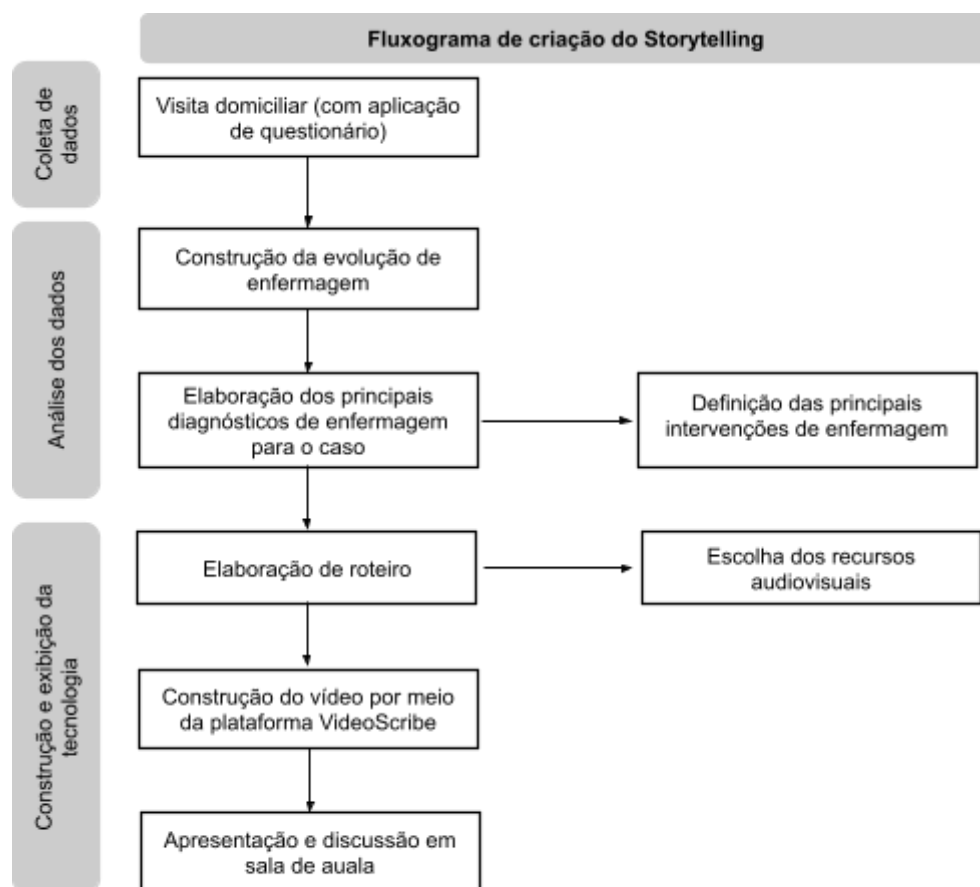 Fluxograma de criação do Storytelling
Coleta de
dados
Visita domiciliar (com aplicação
de questionário)
Análise dos dados
Construção da evolução de
enfermagem
Elaboração dos principais
diagnósticos de enfermagem
para o caso
Definição das principais
intervenções de enfermagem
Construção e exibição da
tecnologia
Elaboração de roteiro
Escolha dos recursos
audiovisuais
Construção do vídeo por meio
da plataforma VideoScribe
Apresentação e discussão em
sala de auala